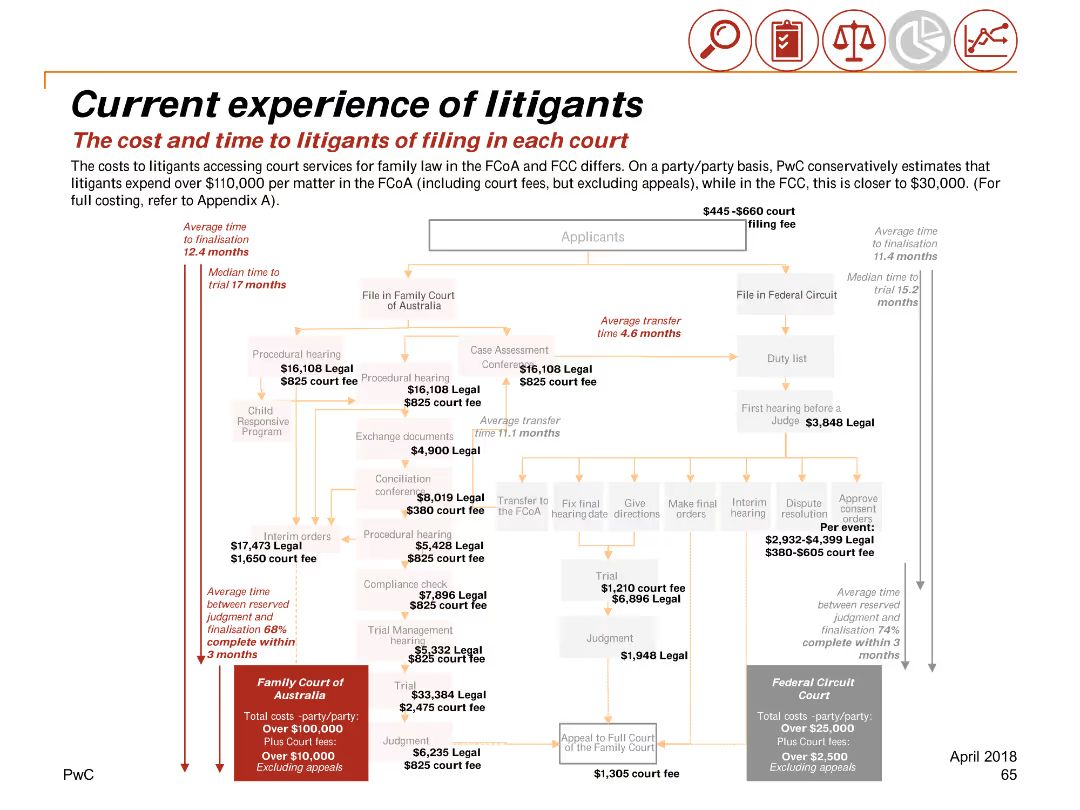 Current experience of litigants
The cost and time to litigants of filing in each court
The costs to litigants accessing court services for family law in the FCoA and FCC differs. On a party/party basis, PwC conservatively estimates that
litigants expend over $110,000 per matter in the FCoA (including court fees, but excluding appeals), while in the FCC, this is closer to $30,000. (For
full costing, refer to Appendix A).
$445 -$660 court
filing fee
Applicants
Average time
to finalisation
12.4 months
Median time to
trial 17 months
Average time
to finalisation
11.4 months
Median time to
trial 15.2
months
File in Family Court
of Australia
File in Federal Circuit
Average transfer
time 4.6 months
Procedural hearing
$16,108 Legal
$825 court fee
Procedural hearing
$16,108 Legal
$825 court fee
Case Assessment
Conference
$16,108 Legal
$825 court fee
Duty list
Child
Responsive
Program
First hearing before a
Judge
$3,848 Legal
Average transfer
time 11.1 months
Exchange documents
$4,900 Legal
Conciliation
conference
$8,019 Legal
$380 court fee
Transfer to
the FCoA
Fix final
hearing date
Give
directions
Make final
orders
Interim
hearing
Dispute
resolution
Approve
consent
orders
Per event:
$2,932-$4,399 Legal
$380-$605 court fee
Interim orders
$17,473 Legal
$1,650 court fee
Procedural hearing
$5,428 Legal
$825 court fee
Compliance check
$7,896 Legal
$825 court fee
Trial
$1,210 court fee
$6,896 Legal
Average time
between reserved
judgment and
finalisation 68%
complete within
3 months
Average time
between reserved
judgment and
finalisation 74%
complete within 3
months
Trial Management
hearing
$5,332 Legal
$825 court fee
Judgment
$1,948 Legal
Trial
$33,384 Legal
$2,475 court fee
Judgment
$6,235 Legal
$825 court fee
Appeal to Full Court
of the Family Court
$1,305 court fee
Family Court of
Australia
Total costs -party/party:
Over $100,000
Plus Court fees:
Over $10,000
Excluding appeals
Federal Circuit
Court
Total costs -party/party:
Over $25,000
Plus Court fees:
Over $2,500
Excluding appeals
PwC
April 2018
65